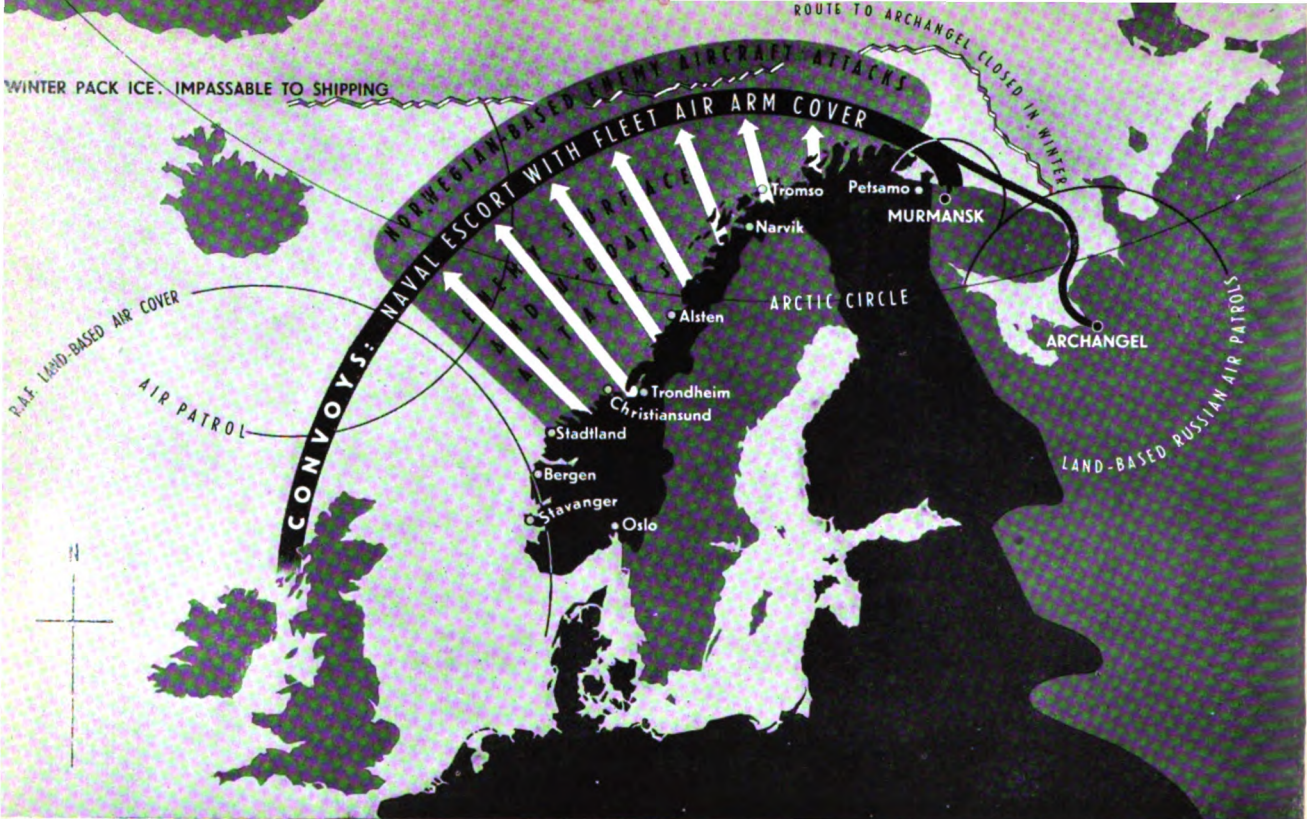 ROUTE TO ARCHANGEL CLOSED IN WINTER
WINTER PACK ICE. IMPASSABLE TO SHIPPING
NORWEGIAN-BASED ENEMY AIRCRAFT ATTACKS
CONVOYS: NAVAL ESCORT WITH FLEET AIR ARM COVER
ENEMY SURFACE
AND U-BOAT
ATTACKS
Tromso
Petsamo
MURMANSK
Narvik
ARCTIC CIRCLE
R.A.F. LAND-BASED AIR COVER
AIR PATROL
Alsten
ARCHANGEL
Trondheim
Christiansund
Stadtland
Bergen
Stavanger
Oslo
LAND-BASED RUSSIAN AIR PATROLS
N